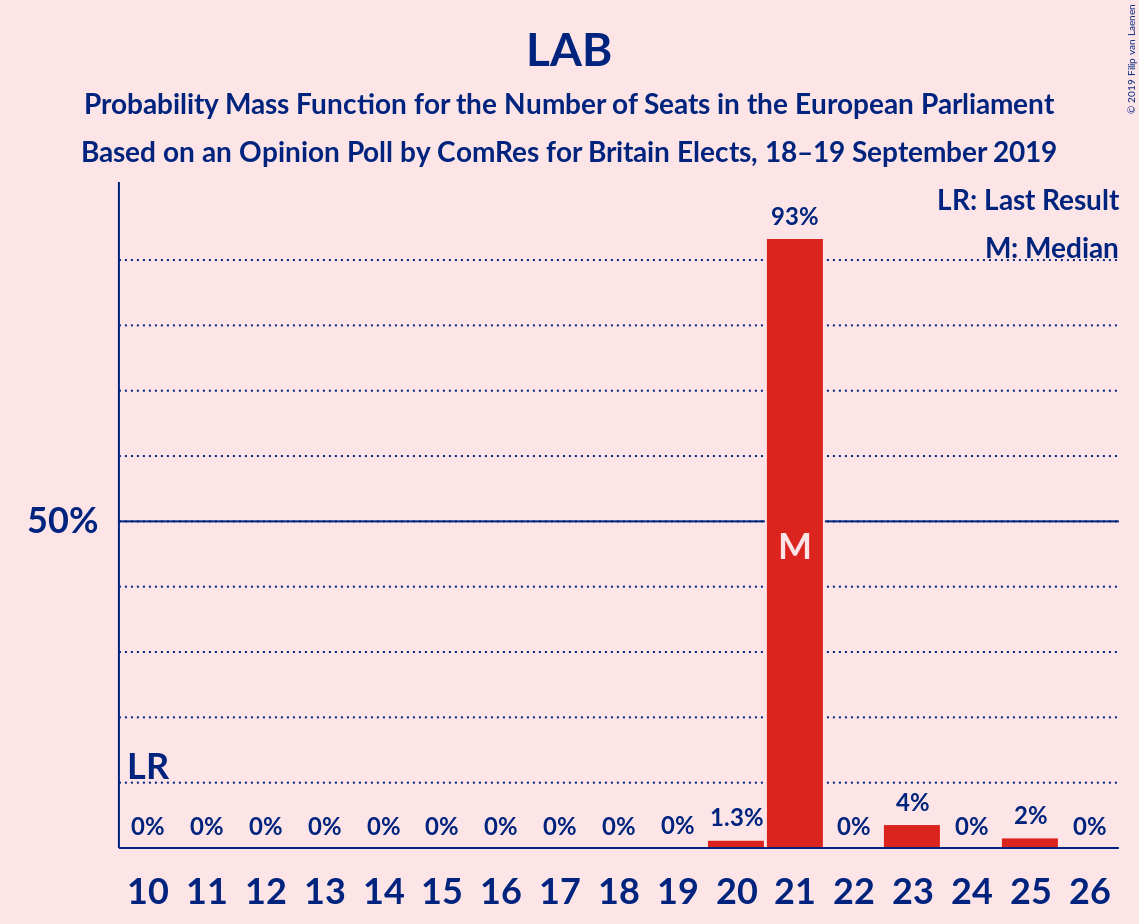 LAB
Probability Mass Function for the Number of Seats in the European Parliament
Based on an Opinion Poll by ComRes for Britain Elects, 18–19 September 2019
© 2019 Filip van Laenen
LR: Last Result
M: Median
93%
50%
M
LR
0% 0% 0% 0% 0% 0% 0% 0% 0% 0% 1.3% 0% 4% 0% 2% 0%
10 11 12 13 14 15 16 17 18 19 20 21 22 23 24 25 26